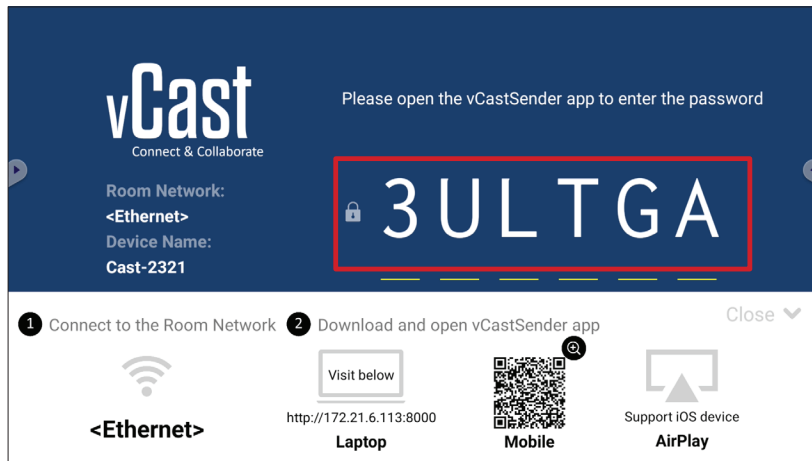 vCast
Connect & Collaborate
Please open the vCastSender app to enter the password
Room Network:
<Ethernet>
Device Name:
Cast-2321
3ULTGA
1 Connect to the Room Network
2 Download and open vCastSender app
Close
<Ethernet>
Visit below
http://172.21.6.113:8000
Laptop
Mobile
Support iOS device
AirPlay